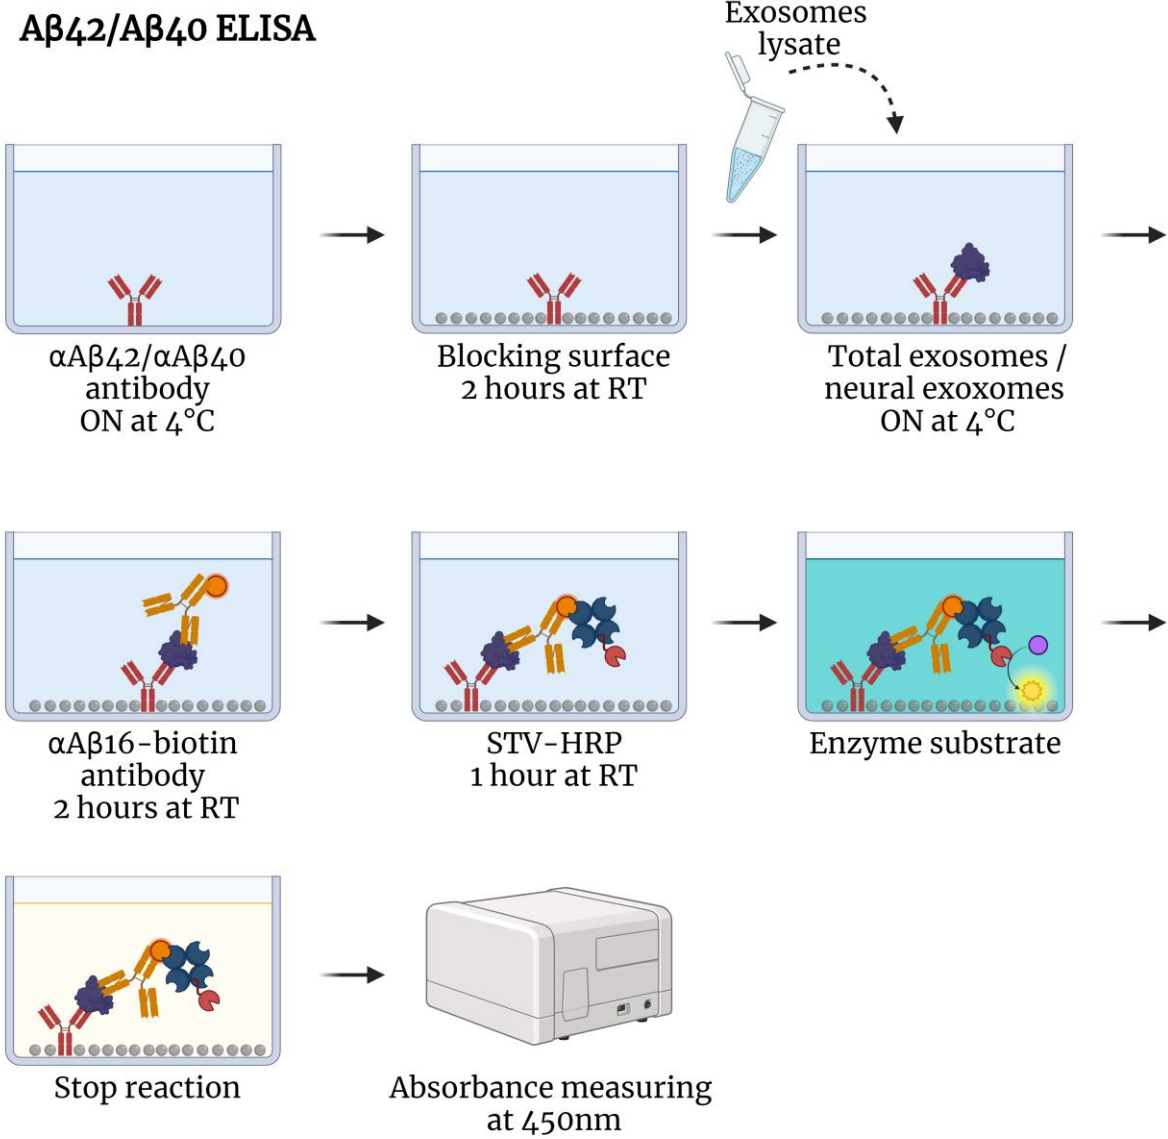 Aβ42/Aβ40 ELISA
Exosomes
lysate
αAβ42/αAβ40
antibody
ON at 4°C
Blocking surface
2 hours at RT
Total exosomes /
neural exoxomes
ON at 4°C
αAβ16-biotin
antibody
2 hours at RT
STV-HRP
1 hour at RT
Enzyme substrate
Stop reaction
Absorbance measuring
at 450nm